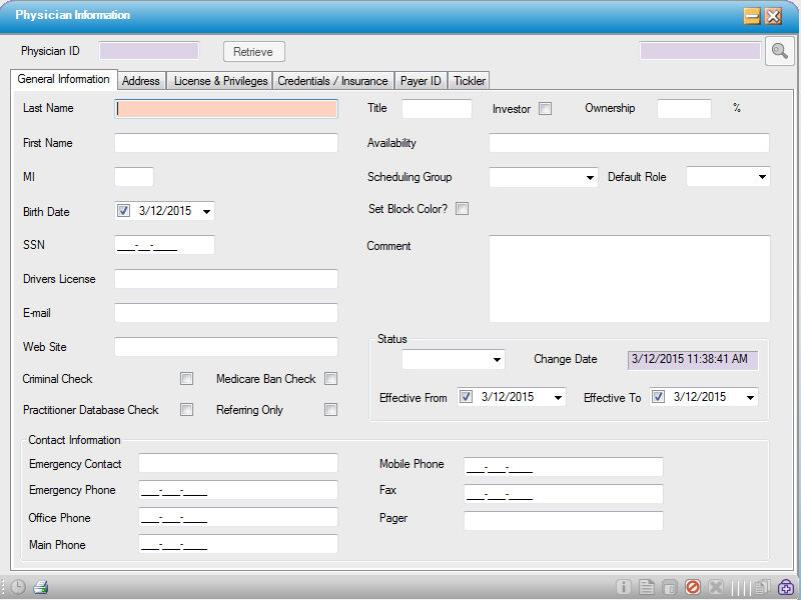 Physician Information
Physician ID Retrieve
General Information Address License & Privileges Credentials / Insurance Payer ID Tickler
Last Name Title Investor Ownership %
First Name Availability
MI Scheduling Group Default Role
Birth Date 3/12/2015 Set Block Color?
SSN __-__-____ Comment
Drivers License
E-mail
Web Site Status
Change Date 3/12/2015 11:38:41 AM
Criminal Check Medicare Ban Check
Effective From 3/12/2015 Effective To 3/12/2015
Practitioner Database Check Referring Only
Contact Information
Emergency Contact Mobile Phone ___-___-____
Emergency Phone ___-___-____ Fax ___-___-____
Office Phone ___-___-____ Pager
Main Phone ___-___-____